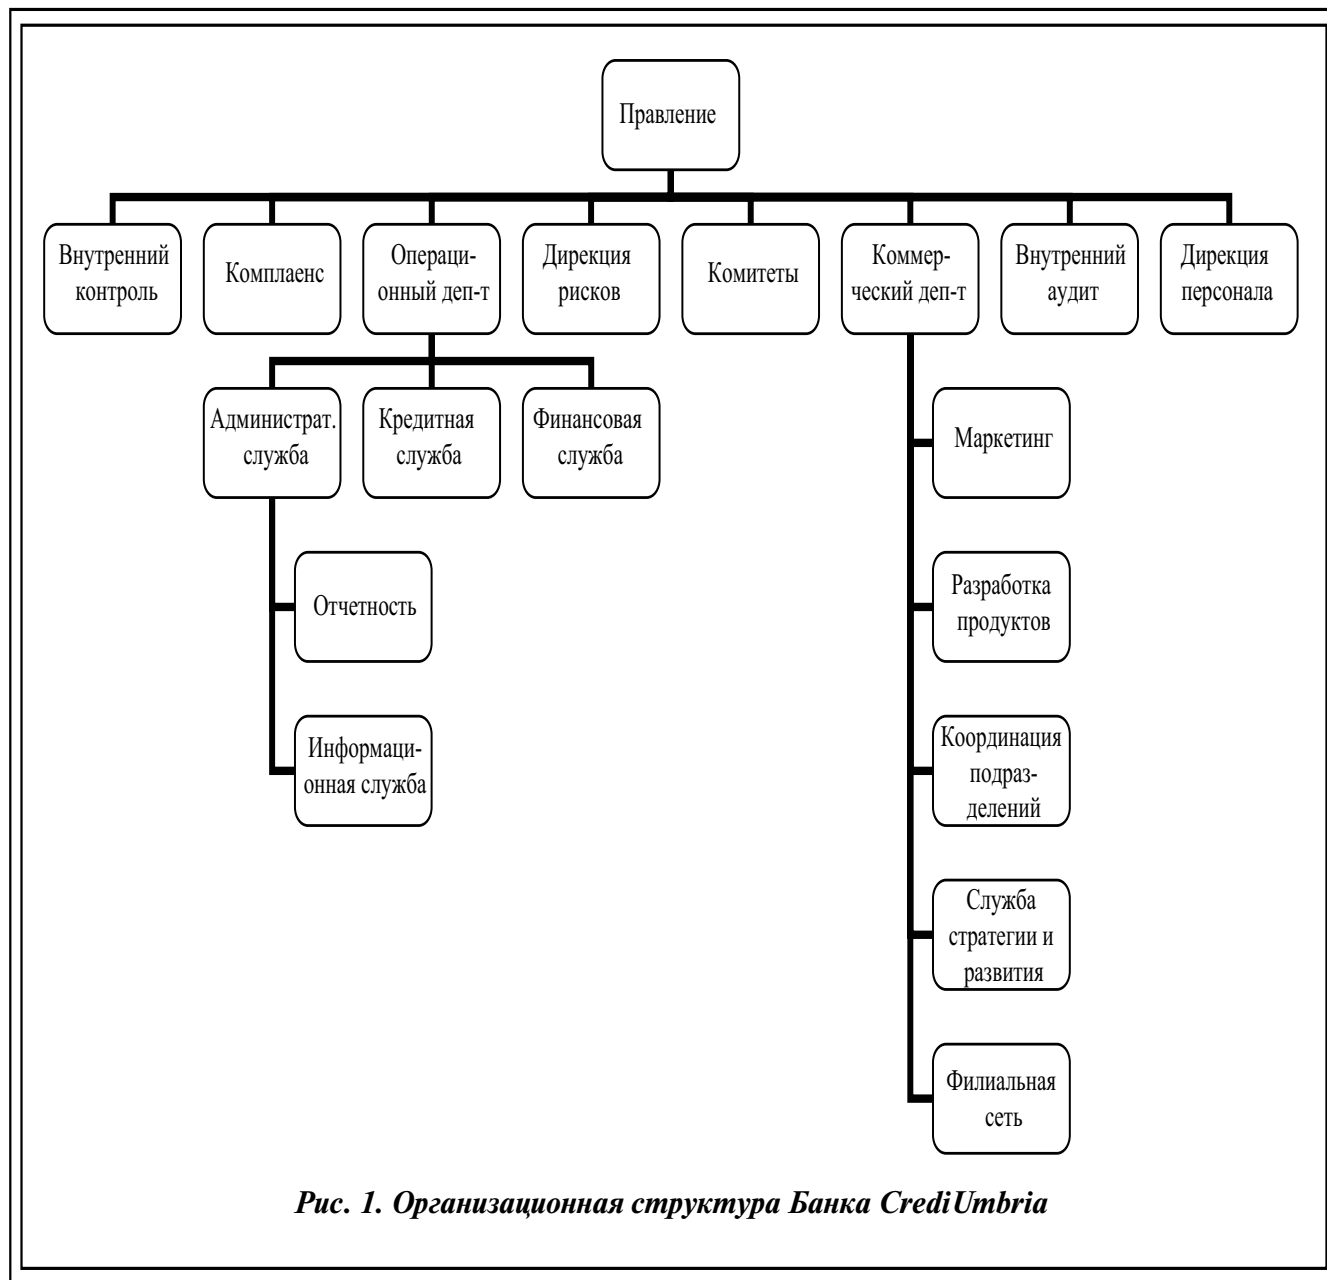 Правление
Внутренний
контроль
Комплаенс
Операци-
онный деп-т
Дирекция
рисков
Комитеты
Коммер-
ческий деп-т
Внутренний
аудит
Дирекция
персонала
Администрат.
служба
Кредитная
служба
Финансовая
служба
Маркетинг
Отчетность
Разработка
продуктов
Информаци-
онная служба
Координация
подраз-
делений
Служба
стратегии и
развития
Филиальная
сеть
Рис. 1. Организационная структура Банка CrediUmbria